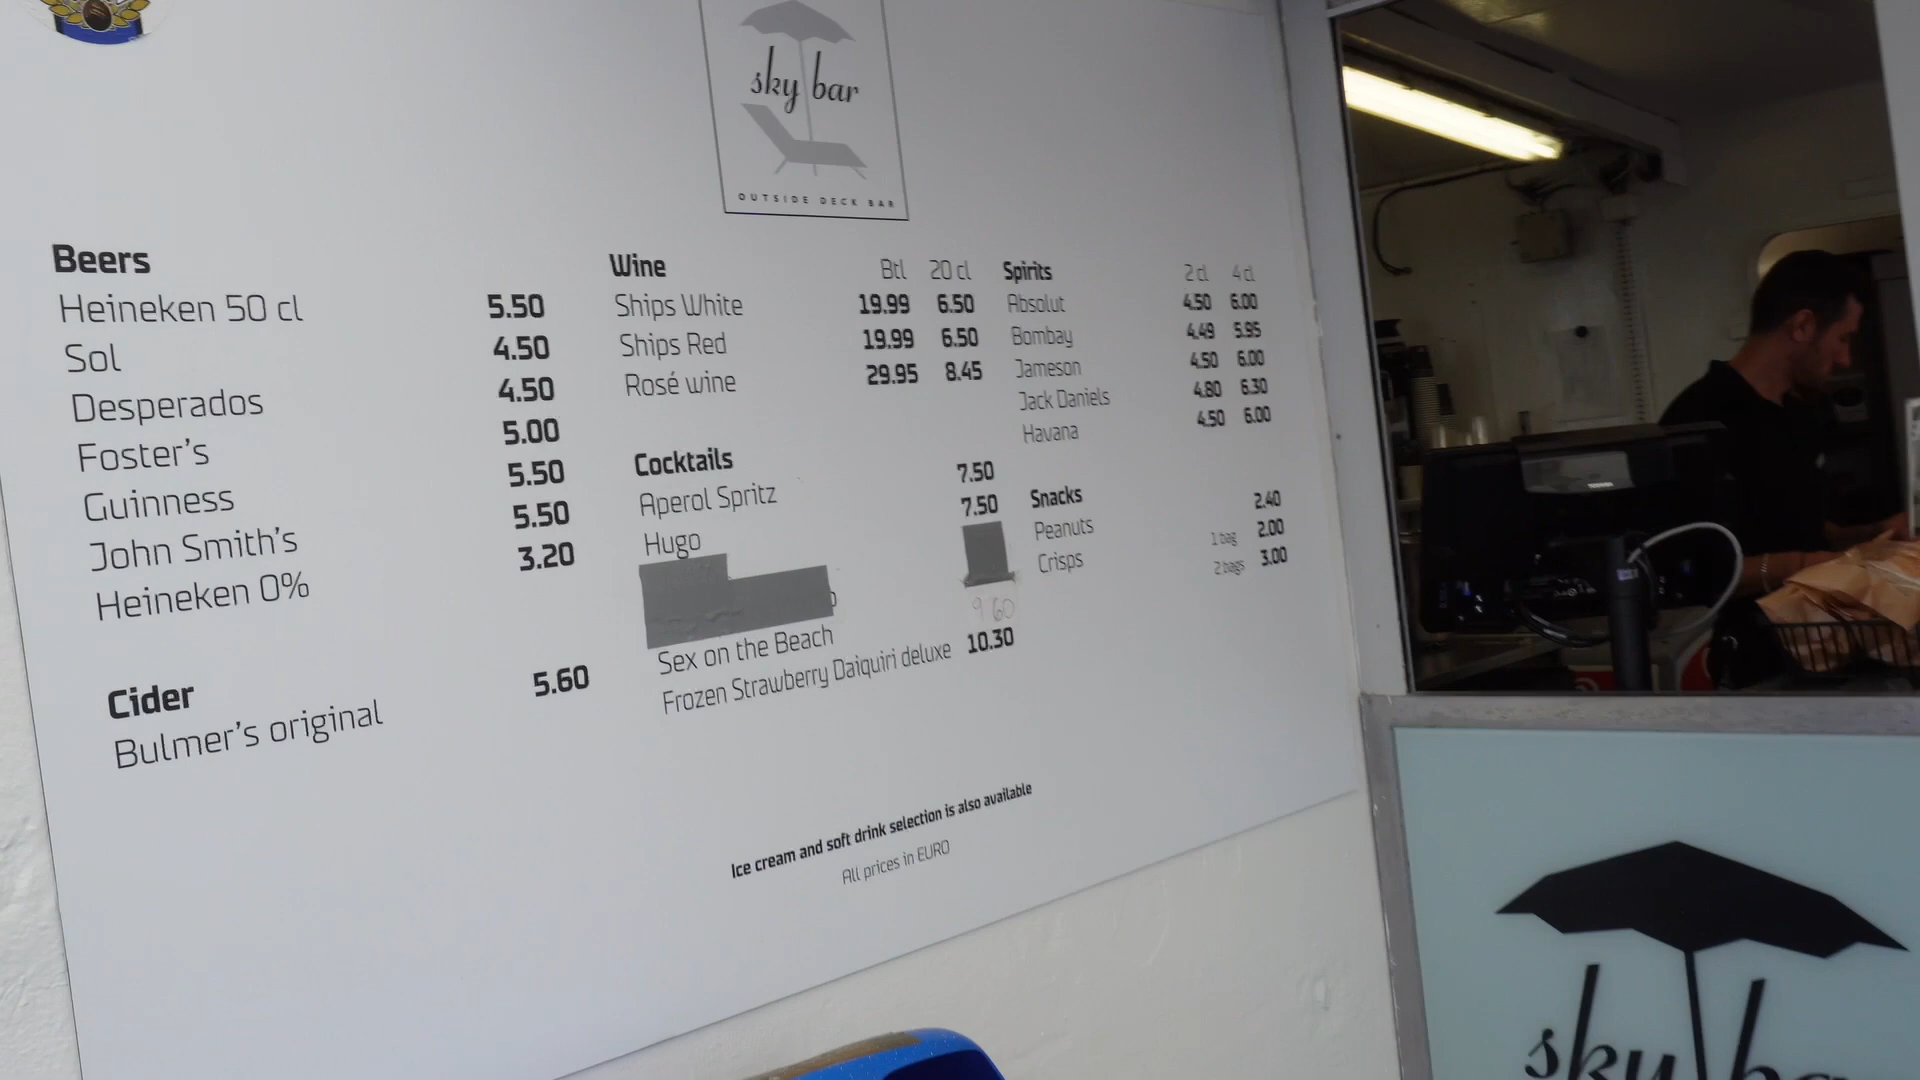 sky bar
OUTSIDE DECK BAR
Beers
Heineken 50 cl 5.50
Sol 4.50
Desperados 4.50
Foster's 5.00
Guinness 5.50
John Smith's 5.50
Heineken 0% 3.20
Cider
Bulmer's original 5.60
Wine Btl 20 cl
Ships White 19.99 6.50
Ships Red 19.99 6.50
Rosé wine 29.95 8.45
Cocktails
Aperol Spritz 7.50
Hugo 7.50
Sex on the Beach 9.60
Frozen Strawberry Daiquiri deluxe 10.30
Spirits 2 cl 4 cl
Absolut 4.50 6.00
Bombay 4.49 5.95
Jameson 4.50 6.00
Jack Daniels 4.80 6.30
Havana 4.50 6.00
Snacks
Peanuts 2.40
Crisps 1 bag 2.00
2 bags 3.00
Ice cream and soft drink selection is also available
All prices in EURO
TOSHIBA
sky ba